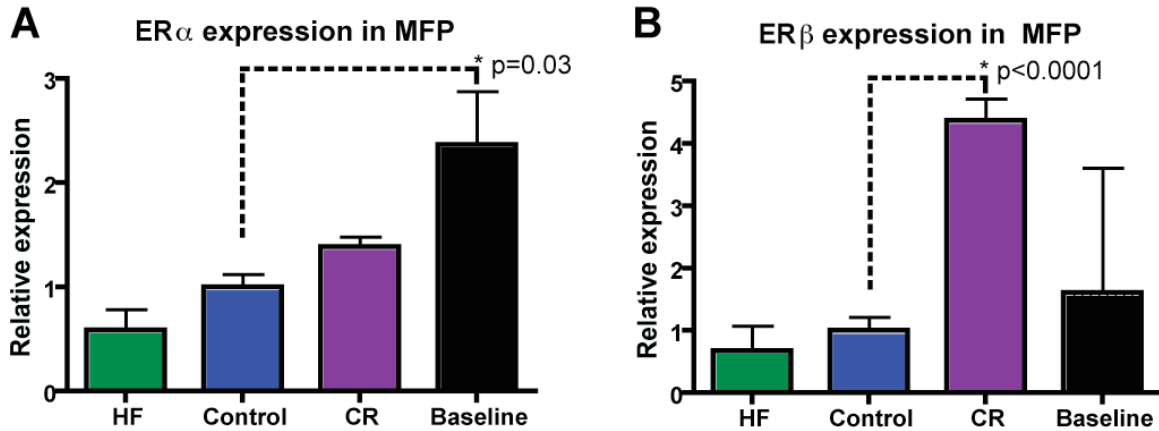 A
ERα expression in MFP
* p=0.03
Relative expression
3
2
1
0
HF Control CR Baseline
B
ERβ expression in MFP
* p<0.0001
Relative expression
5
4
3
2
1
0
HF Control CR Baseline